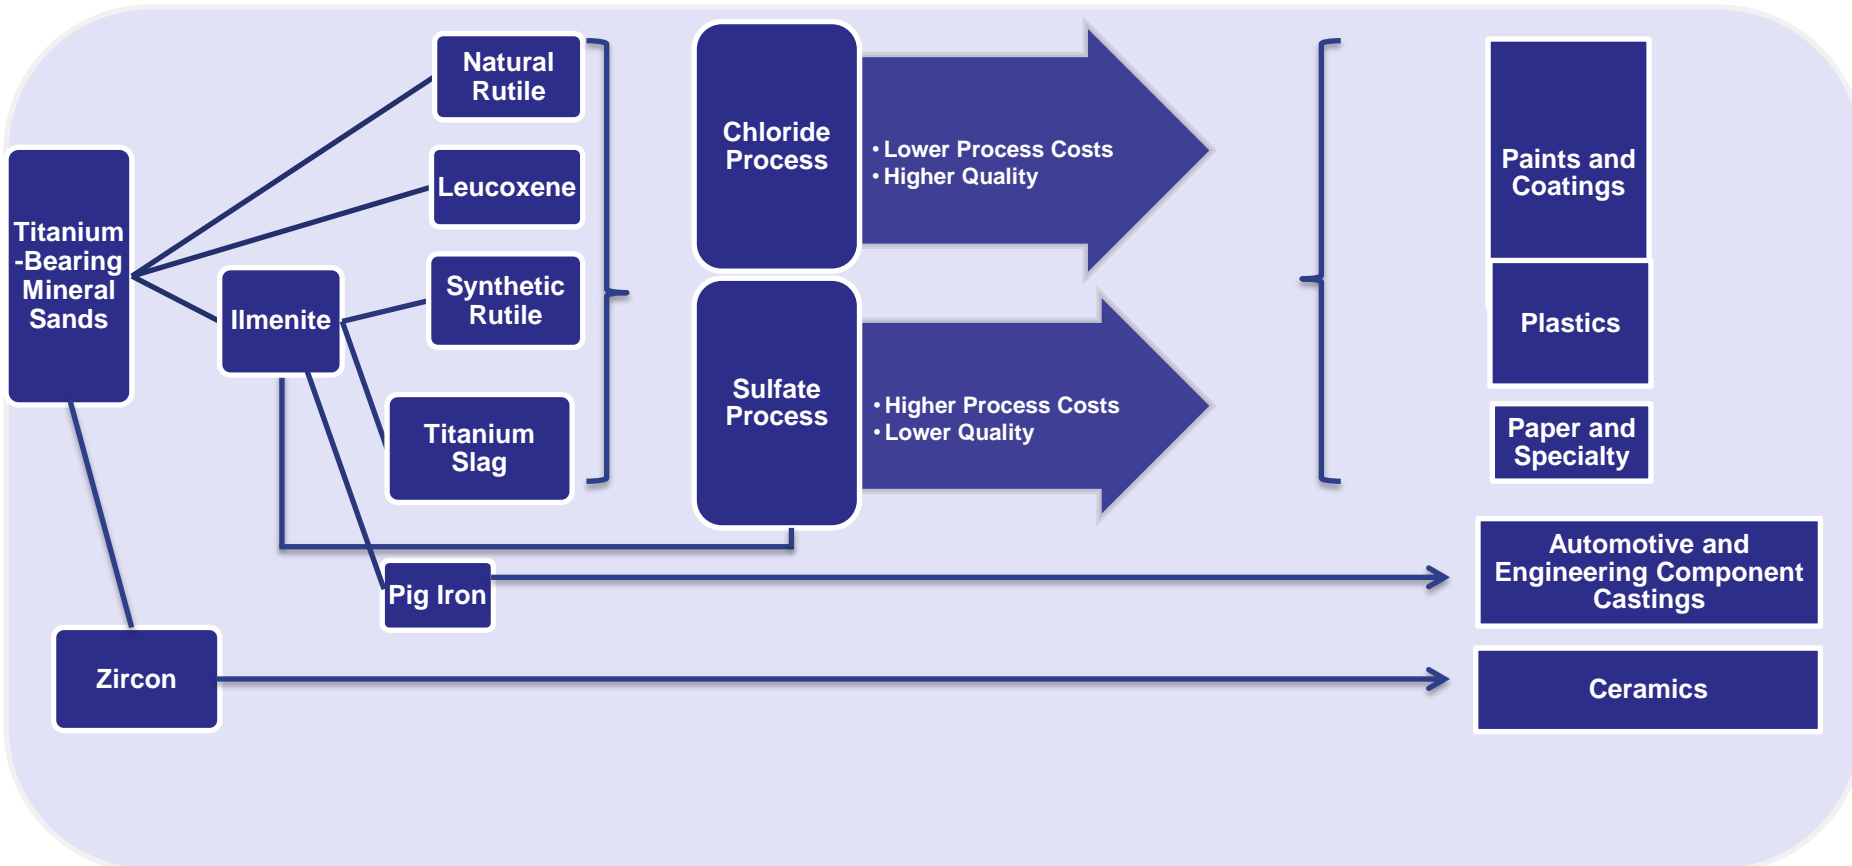 Titanium
-Bearing
Mineral
Sands
Natural
Rutile
Leucoxene
Ilmenite
Synthetic
Rutile
Titanium
Slag
Pig Iron
Zircon
Chloride
Process
• Lower Process Costs
• Higher Quality
Sulfate
Process
• Higher Process Costs
• Lower Quality
Paints and
Coatings
Plastics
Paper and
Specialty
Automotive and
Engineering Component
Castings
Ceramics